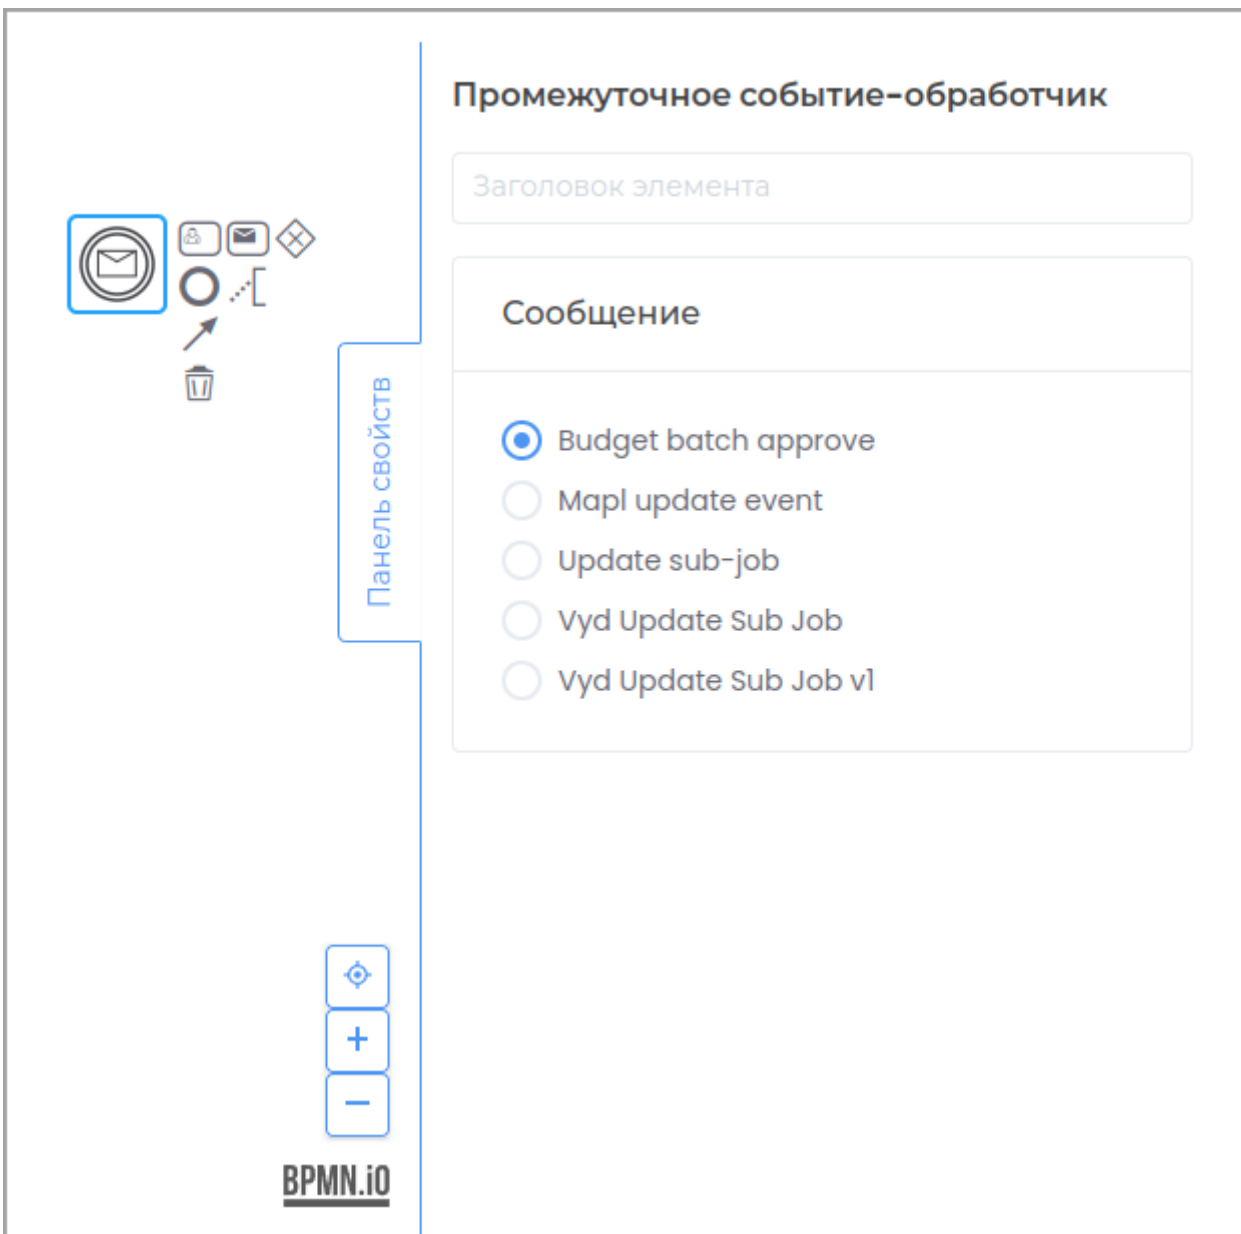 Промежуточное событие-обработчик
Заголовок элемента
Сообщение
Панель свойств
Budget batch approve
Mapl update event
Update sub-job
Vyd Update Sub Job
Vyd Update Sub Job v1
BPMN.iO